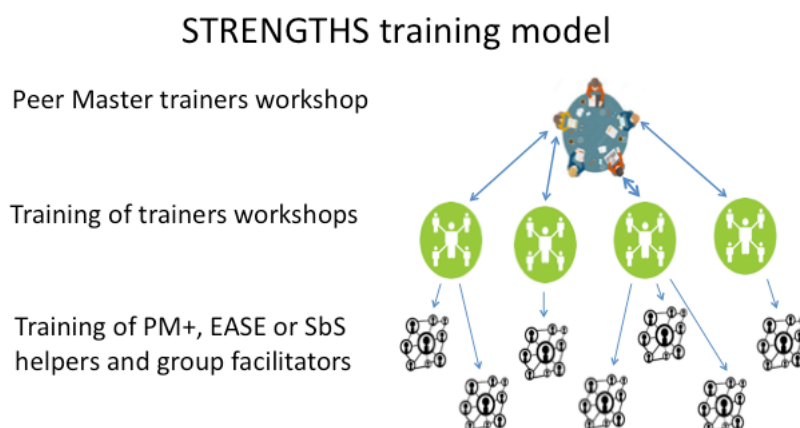 STRENGTHS training model
Peer Master trainers workshop
Training of trainers workshops
Training of PM+, EASE or SbS
helpers and group facilitators